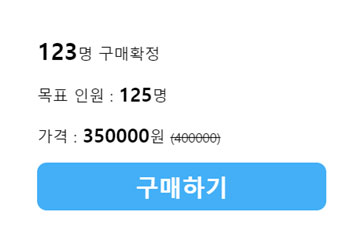 123명 구매확정
목표 인원 : 125명
가격 : 350000원 (400000)
구매하기